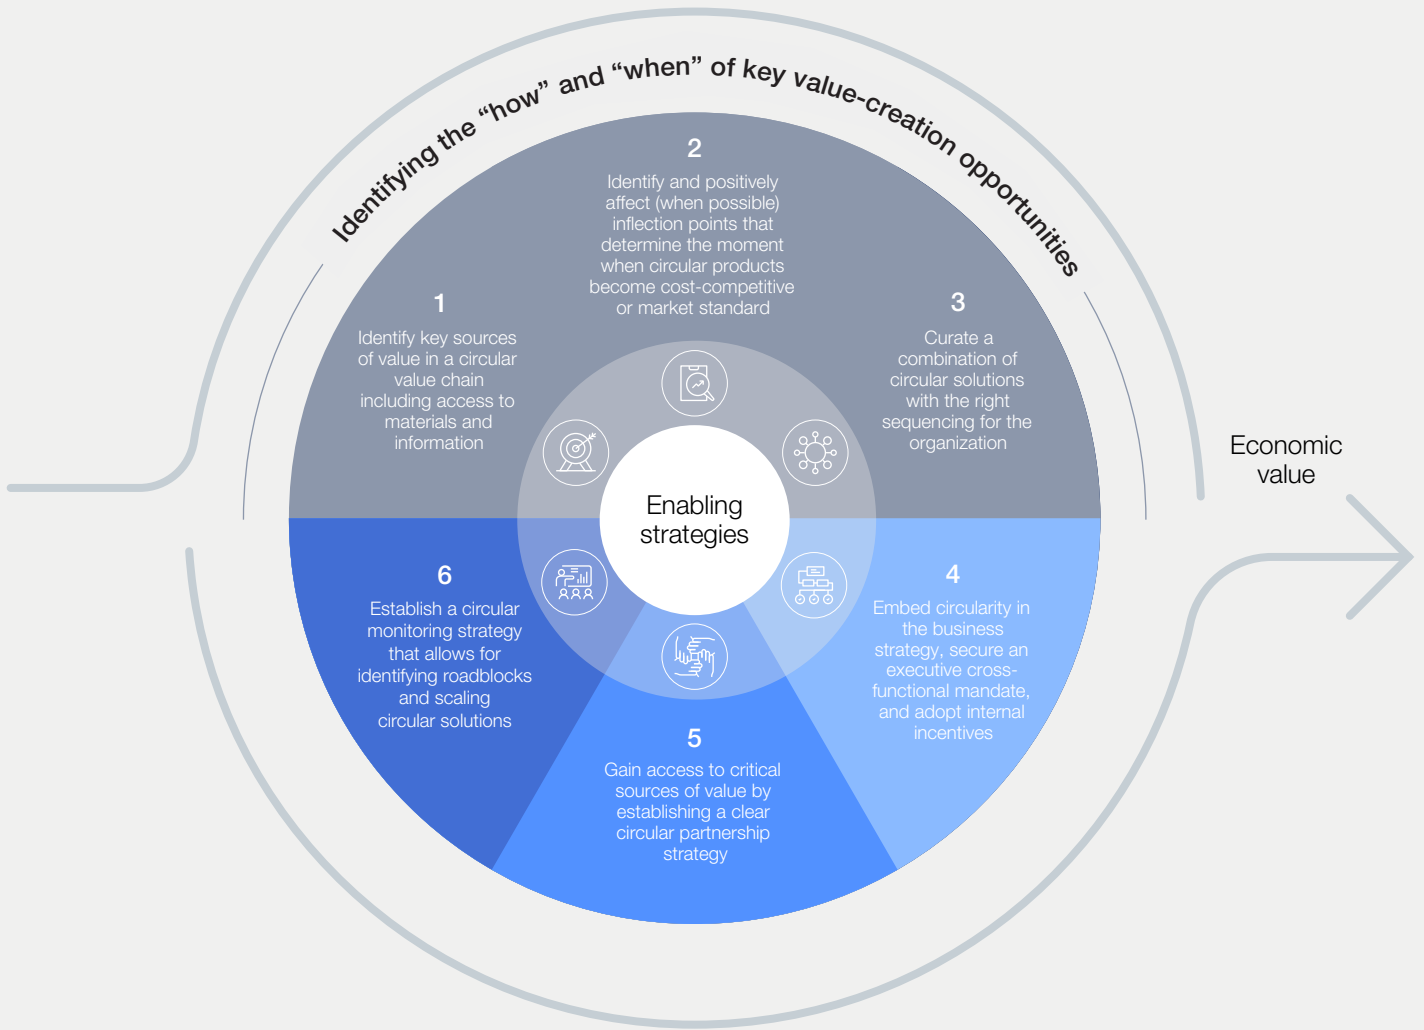 Identifying the “how” and “when” of key value-creation opportunities
1
Identify key sources
of value in a circular
value chain
including access to
materials and
information
2
Identify and positively
affect (when possible)
inflection points that
determine the moment
when circular products
become cost-competitive
or market standard
3
Curate a
combination of
circular solutions
with the right
sequencing for the
organization
Enabling
strategies
Economic
value
4
Embed circularity in
the business
strategy, secure an
executive cross-
functional mandate,
and adopt internal
incentives
5
Gain access to critical
sources of value by
establishing a clear
circular partnership
strategy
6
Establish a circular
monitoring strategy
that allows for
identifying roadblocks
and scaling
circular solutions